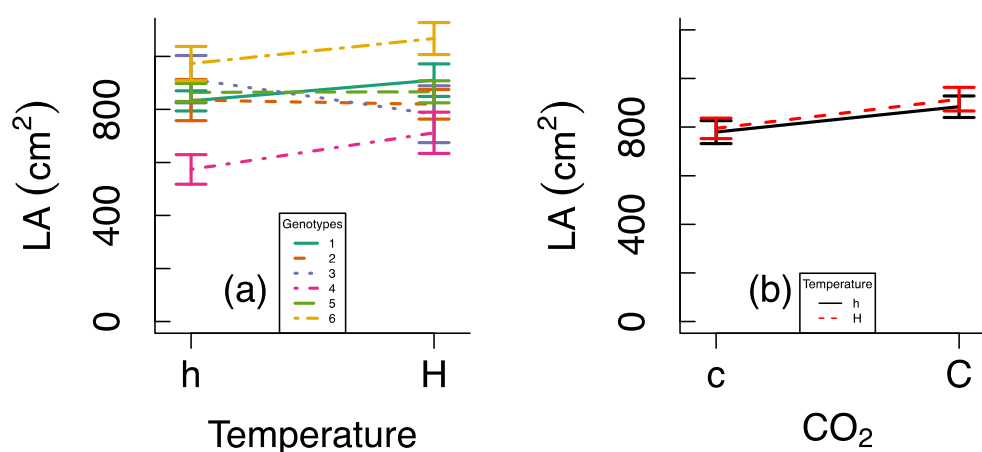 LA (cm²)
800
400
0
(a)
Genotypes
1
2
3
4
5
6
h
H
Temperature
LA (cm²)
800
400
0
(b)
Temperature
h
H
c
C
CO₂